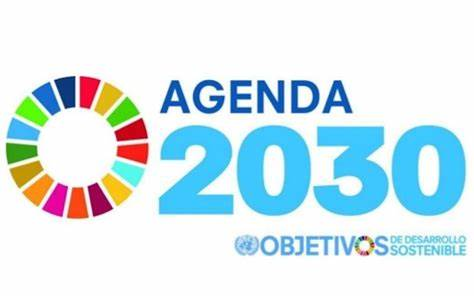 AGENDA
2030
OBJETIVOS DE DESARROLLO
SOSTENIBLE